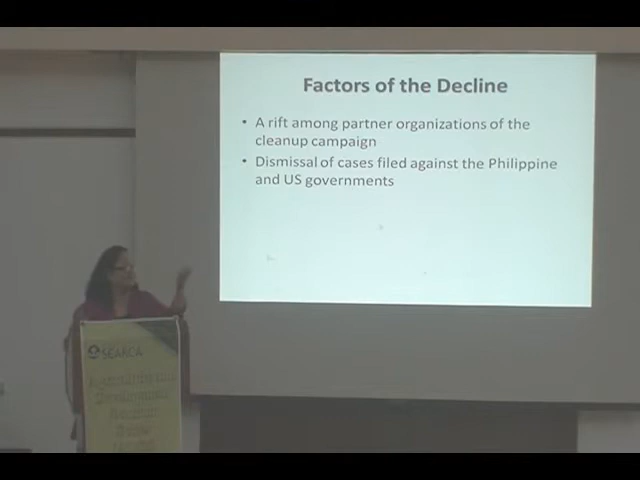 Factors of the Decline
• A rift among partner organizations of the
cleanup campaign
• Dismissal of cases filed against the Philippine
and US governments
SEARCA